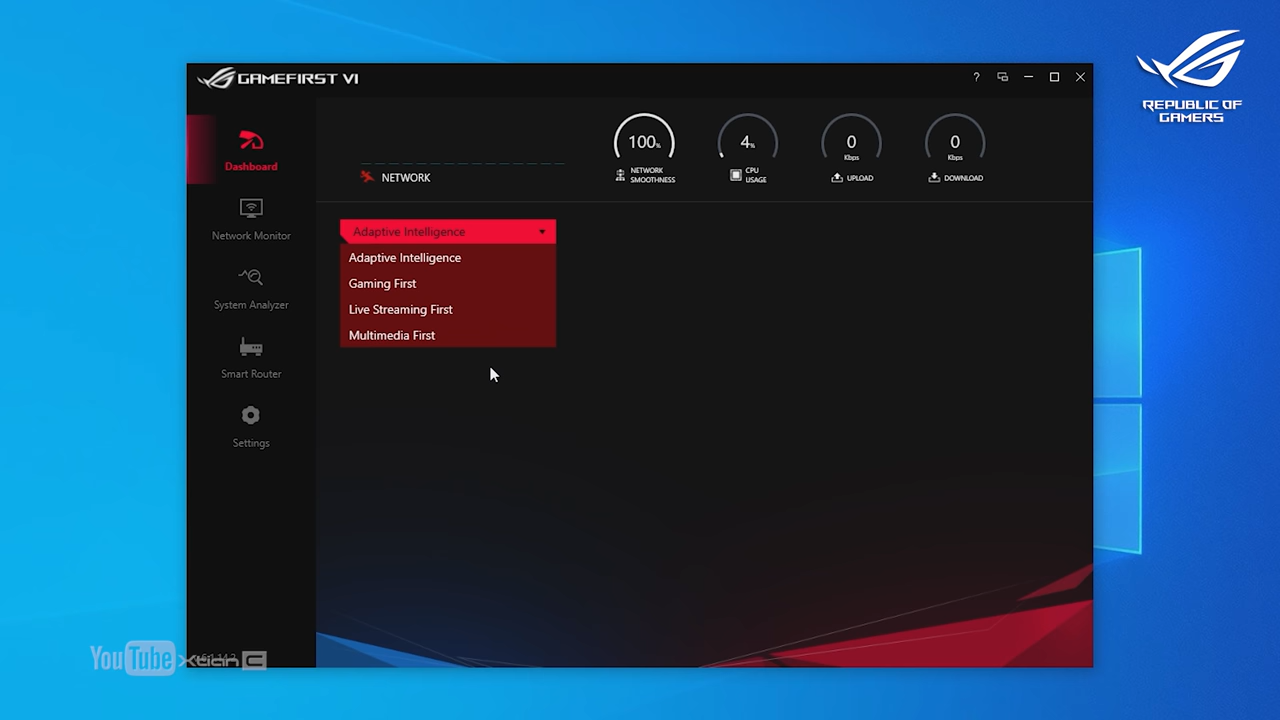 GAMEFIRST VI
?
REPUBLIC OF
GAMERS
Dashboard
Network Monitor
System Analyzer
Smart Router
Settings
NETWORK
100%
NETWORK
SMOOTHNESS
4%
CPU
USAGE
0
Kbps
UPLOAD
0
Kbps
DOWNLOAD
Adaptive Intelligence
Adaptive Intelligence
Gaming First
Live Streaming First
Multimedia First
YouTube xtian C